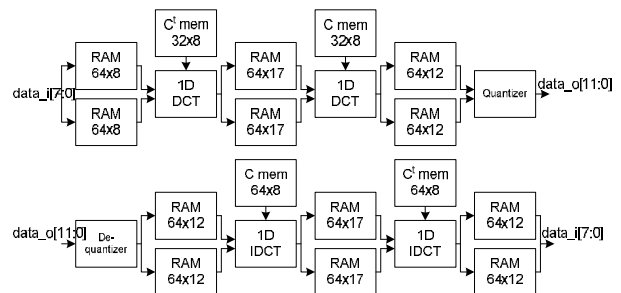 Cᵗ mem
32x8
C mem
32x8
RAM
64x8
RAM
64x17
RAM
64x12
data_i[7:0]
1D
DCT
1D
DCT
Quantizer
data_o[11:0]
RAM
64x8
RAM
64x17
RAM
64x12
C mem
64x8
Cᵗ mem
64x8
RAM
64x12
RAM
64x17
RAM
64x12
data_o[11:0]
De-
quantizer
1D
IDCT
1D
IDCT
data_i[7:0]
RAM
64x12
RAM
64x17
RAM
64x12